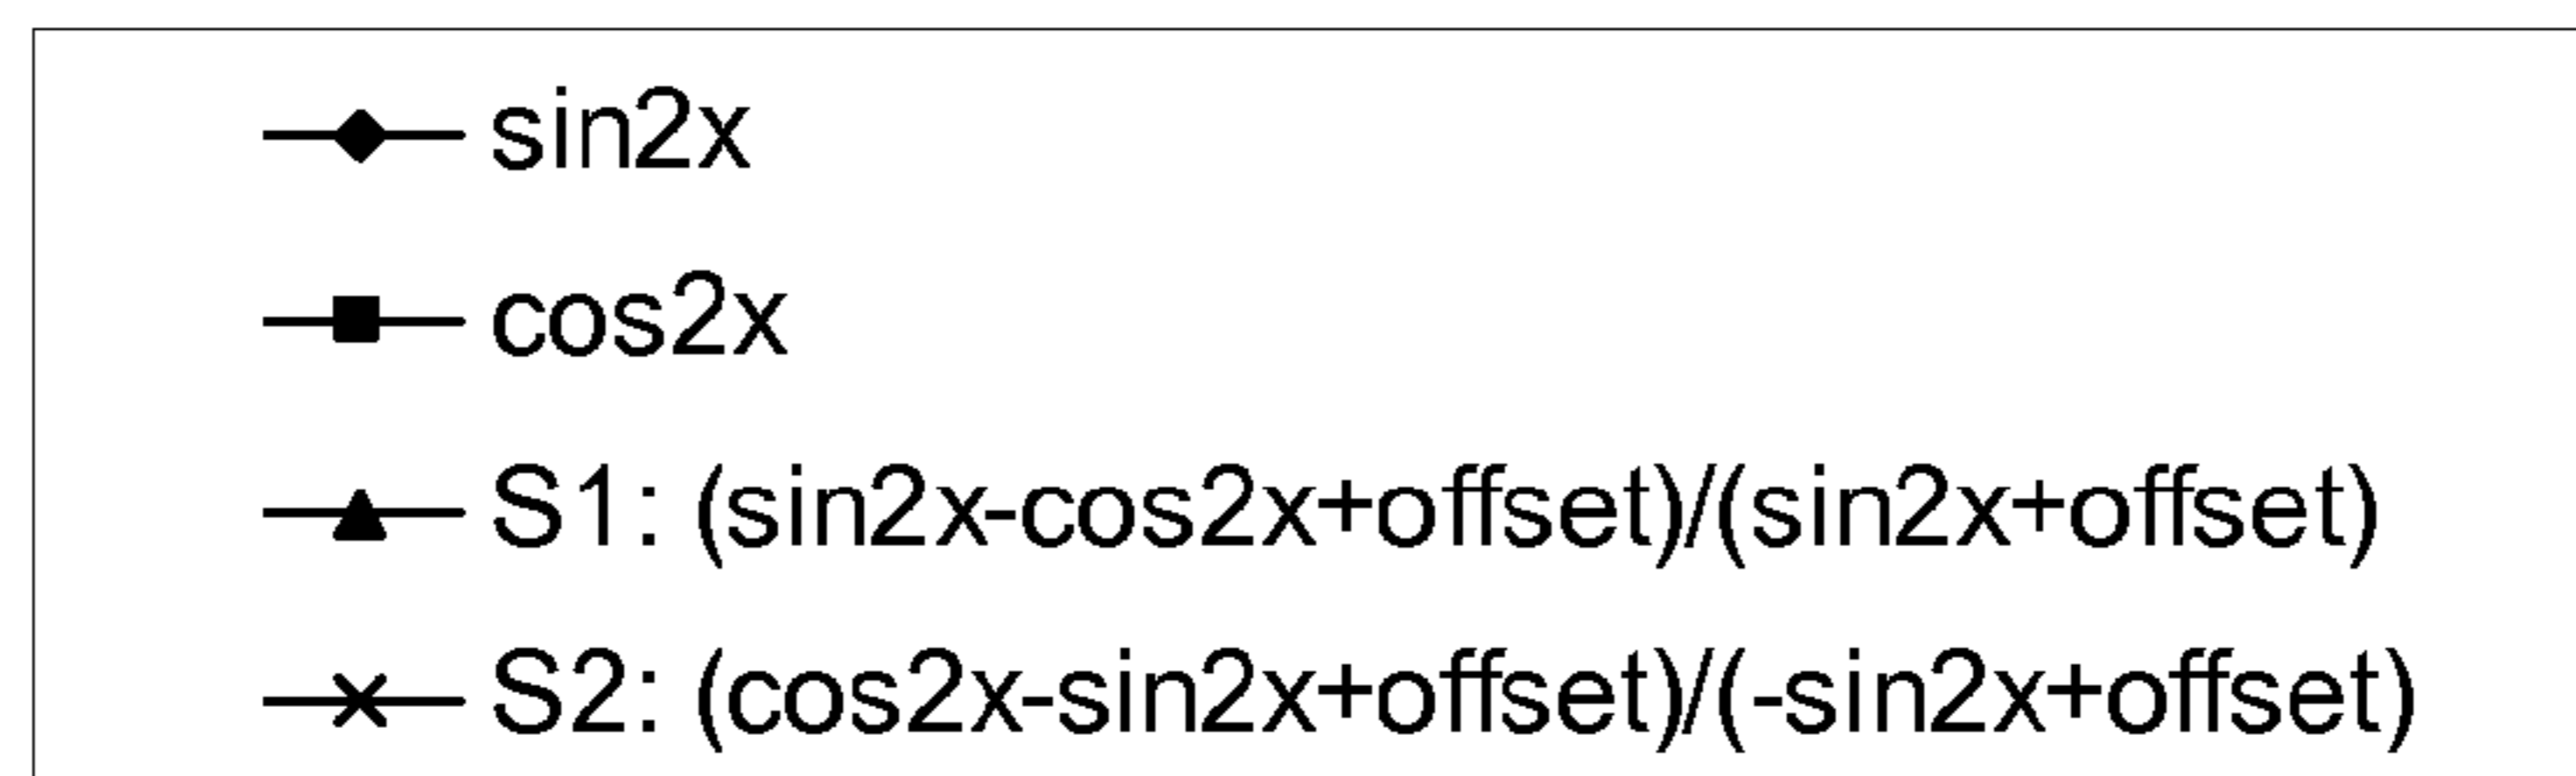 sin2x
cos2x
S1: (sin2x-cos2x+offset)/(sin2x+offset)
S2: (cos2x-sin2x+offset)/(-sin2x+offset)